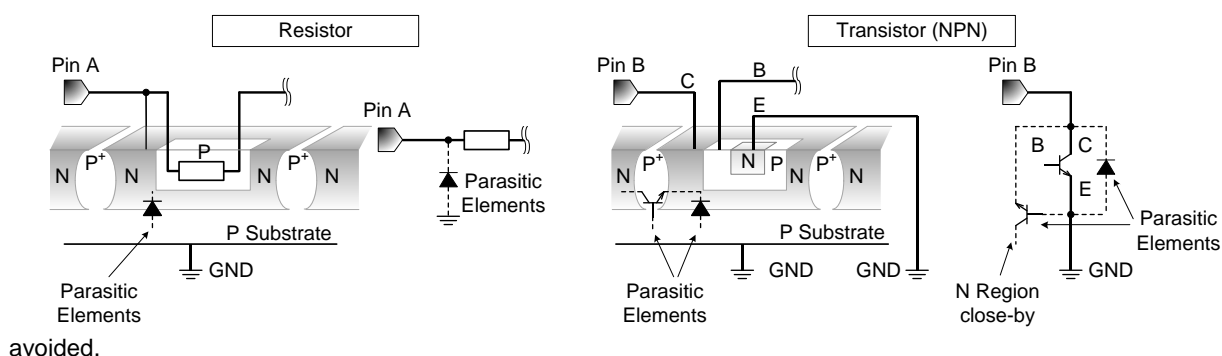 Resistor
Transistor (NPN)
Pin A
Pin A
N
P+
N
P
N
P+
N
Parasitic
Elements
P Substrate
GND
Parasitic
Elements
Pin B
C
B
E
N
P+
N
P
N
P+
N
P Substrate
GND
GND
Parasitic
Elements
Pin B
B
C
E
Parasitic
Elements
GND
N Region
close-by
avoided.